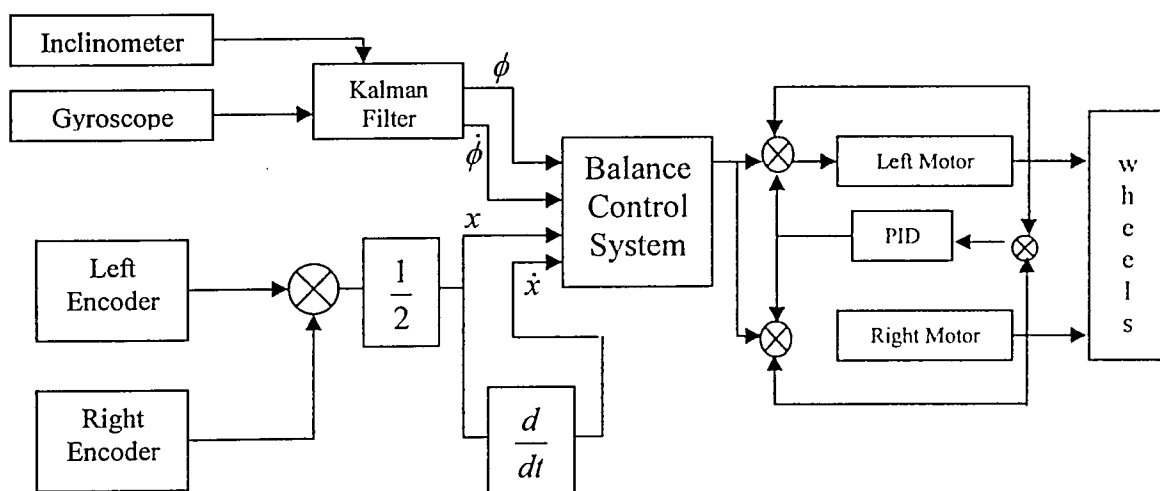 Inclinometer
Gyroscope
Kalman
Filter
ϕ
ϕ̇
Left
Encoder
Right
Encoder
1
2
x
ẋ
d
dt
Balance
Control
System
Left Motor
PID
Right Motor
wheels